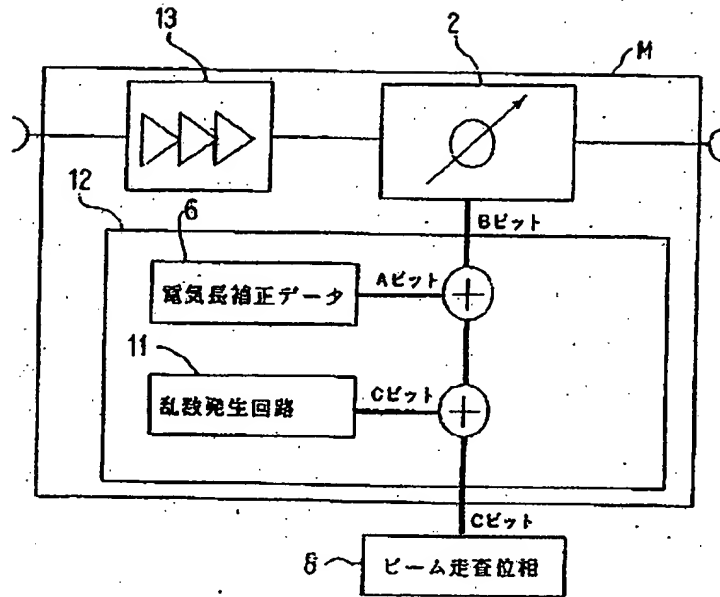 13
2
M
12
6
Bビット
Aビット
電気長補正データ
11
Cビット
乱数発生回路
Cビット
8
ビーム走査位相